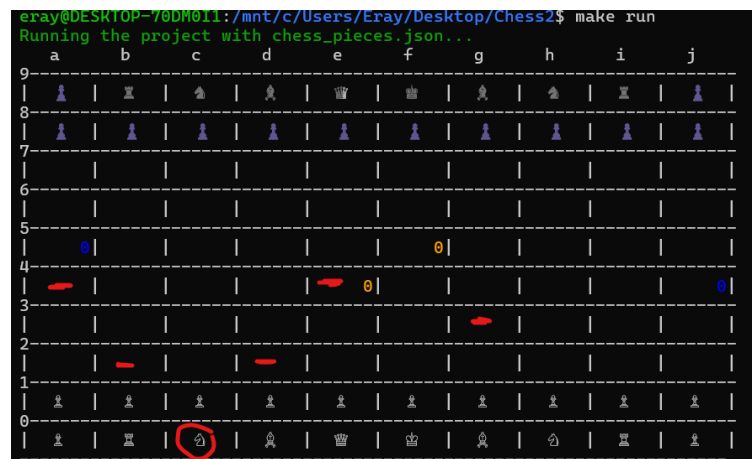 eray@DESKTOP-70DM0I1:/mnt/c/Users/Eray/Desktop/Chess2$ make run
Running the project with chess_pieces.json...
a b c d e f g h i j
9-----------------------------------------------------------
| ♟ | ♜ | ♞ | ♝ | ♛ | ♚ | ♝ | ♞ | ♜ | ♟ |
8-----------------------------------------------------------
| ♟ | ♟ | ♟ | ♟ | ♟ | ♟ | ♟ | ♟ | ♟ | ♟ |
7-----------------------------------------------------------
| | | | | | | | | | |
6-----------------------------------------------------------
| | | | | | | | | | |
5-----------------------------------------------------------
| 0| | | | | 0| | | | |
4-----------------------------------------------------------
| | | | | 0| | | | | 0|
3-----------------------------------------------------------
| | | | | | | | | | |
2-----------------------------------------------------------
| | | | | | | | | | |
1-----------------------------------------------------------
| ♙ | ♙ | ♙ | ♙ | ♙ | ♙ | ♙ | ♙ | ♙ | ♙ |
0-----------------------------------------------------------
| ♙ | ♖ | ♘ | ♗ | ♕ | ♔ | ♗ | ♘ | ♖ | ♙ |